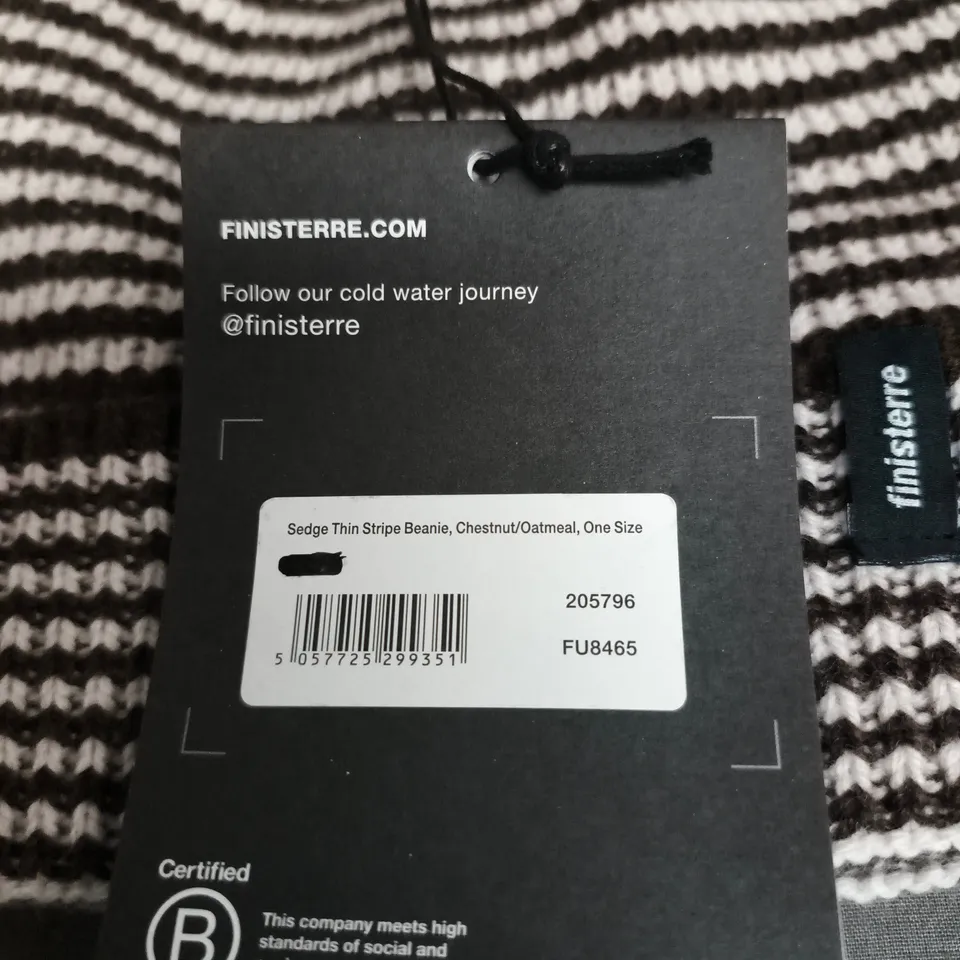 FINISTERRE.COM
Follow our cold water journey
@finisterre
finisterre
Sedge Thin Stripe Beanie, Chestnut/Oatmeal, One Size
205796
5 057725 299351
FU8465
Certified
B
This company meets high
standards of social and